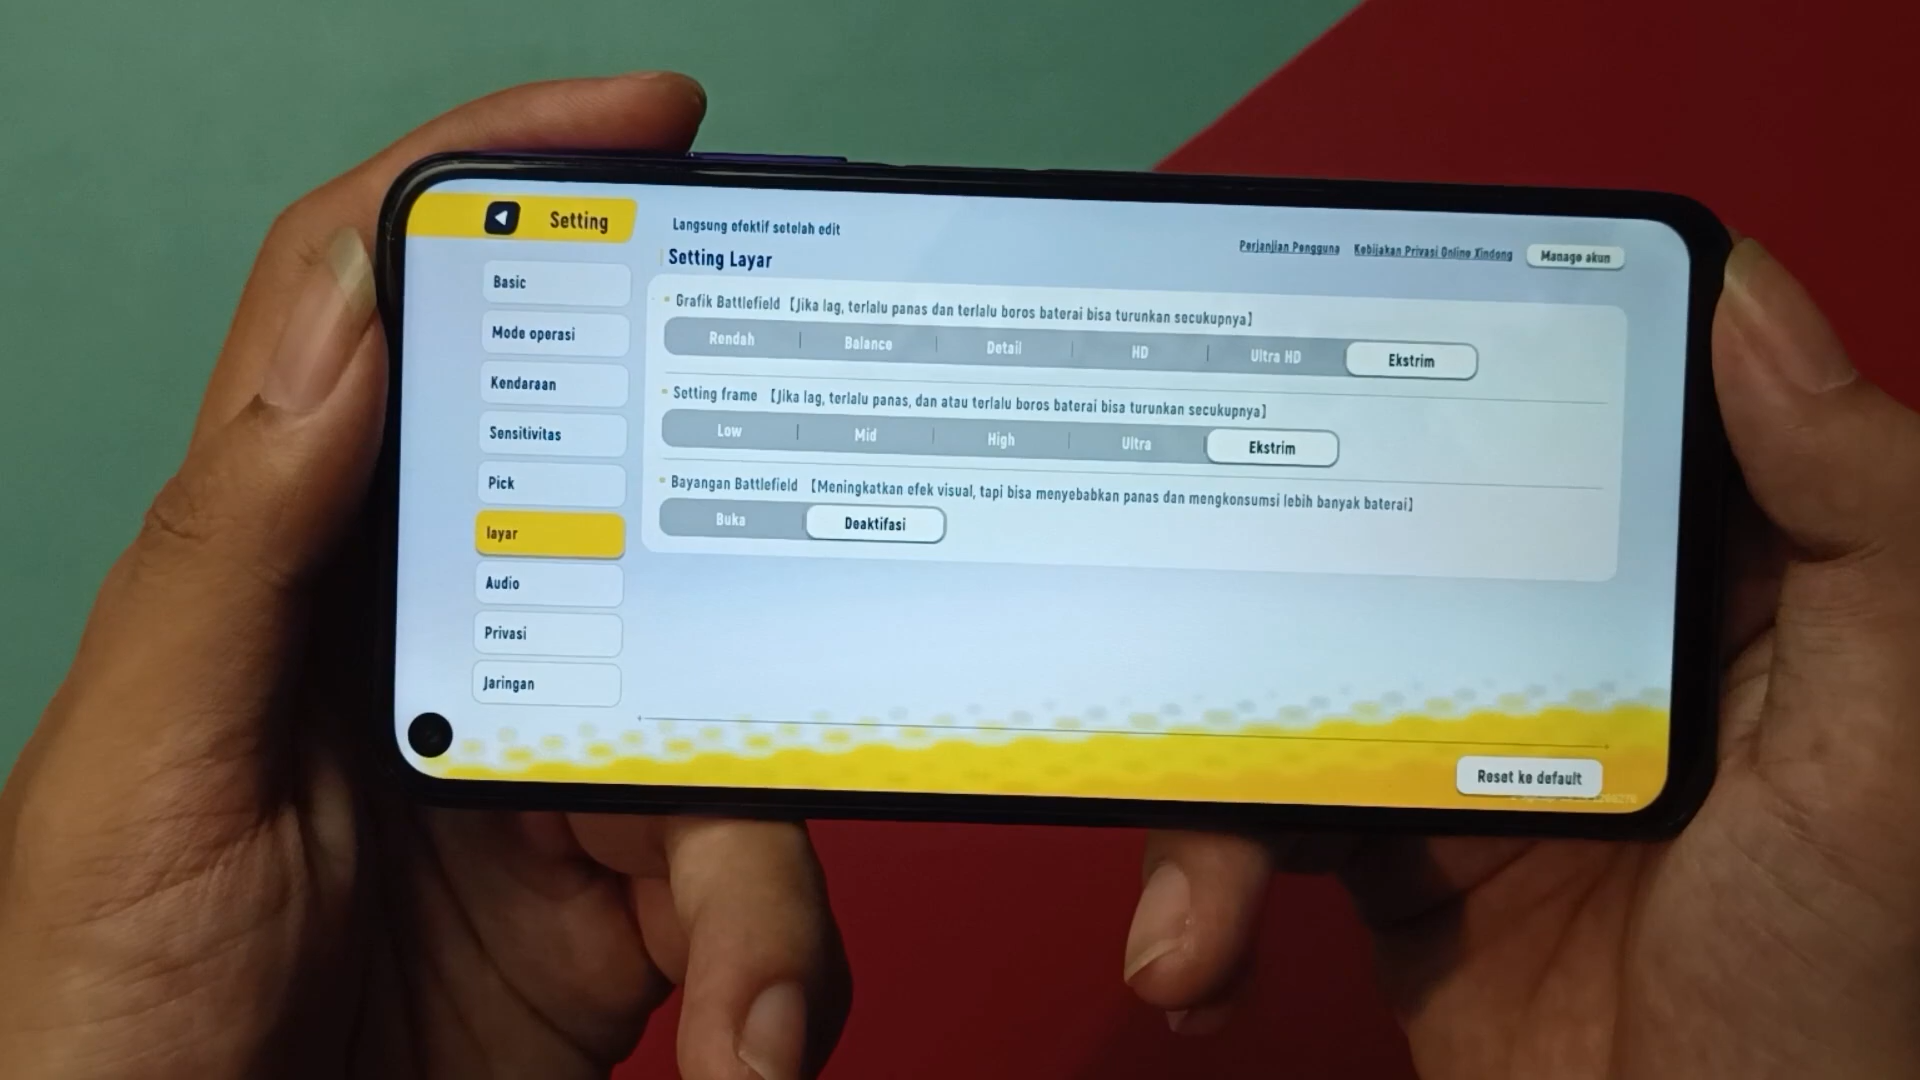 Setting
Langsung efektif setelah edit
Perjanjian Pengguna Kebijakan Privasi Online Xindong Manage akun
Setting Layar
Basic
Mode operasi
Kendaraan
Sensitivitas
Pick
layar
Audio
Privasi
Jaringan
Grafik Battlefield 【Jika lag, terlalu panas dan terlalu boros baterai bisa turunkan secukupnya】
Rendah Balance Detail HD Ultra HD Ekstrim
Setting frame 【Jika lag, terlalu panas, dan atau terlalu boros baterai bisa turunkan secukupnya】
Low Mid High Ultra Ekstrim
Bayangan Battlefield 【Meningkatkan efek visual, tapi bisa menyebabkan panas dan mengkonsumsi lebih banyak baterai】
Buka Deaktifasi
Reset ke default